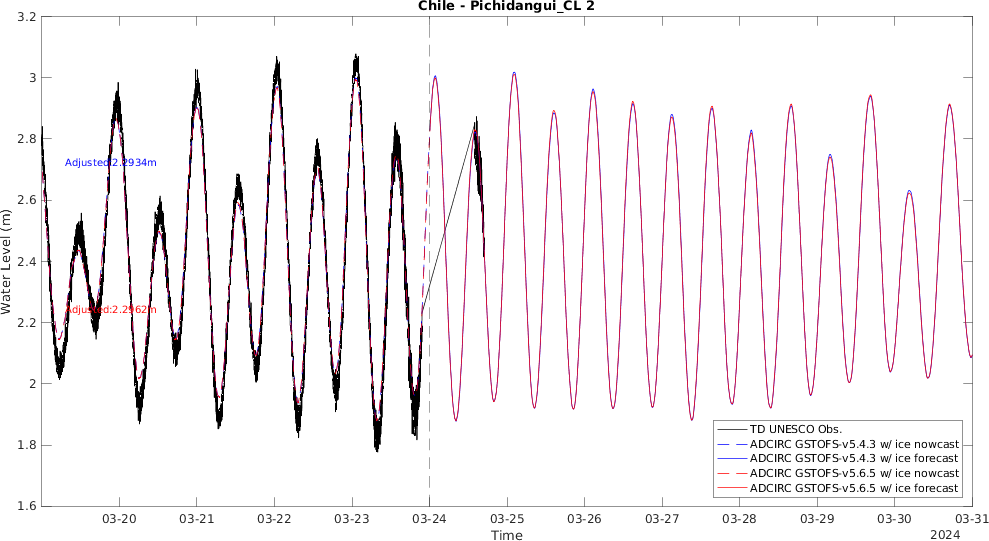 Chile - Pichidangui_CL 2
3.2
3
2.8
2.6
2.4
2.2
2
1.8
1.6
Water Level (m)
Adjusted:2.2934m
Adjusted:2.2962m
TD UNESCO Obs.
ADCIRC GSTOFS-v5.4.3 w/ ice nowcast
ADCIRC GSTOFS-v5.4.3 w/ ice forecast
ADCIRC GSTOFS-v5.6.5 w/ ice nowcast
ADCIRC GSTOFS-v5.6.5 w/ ice forecast
03-20 03-21 03-22 03-23 03-24 03-25 03-26 03-27 03-28 03-29 03-30 03-31
Time
2024